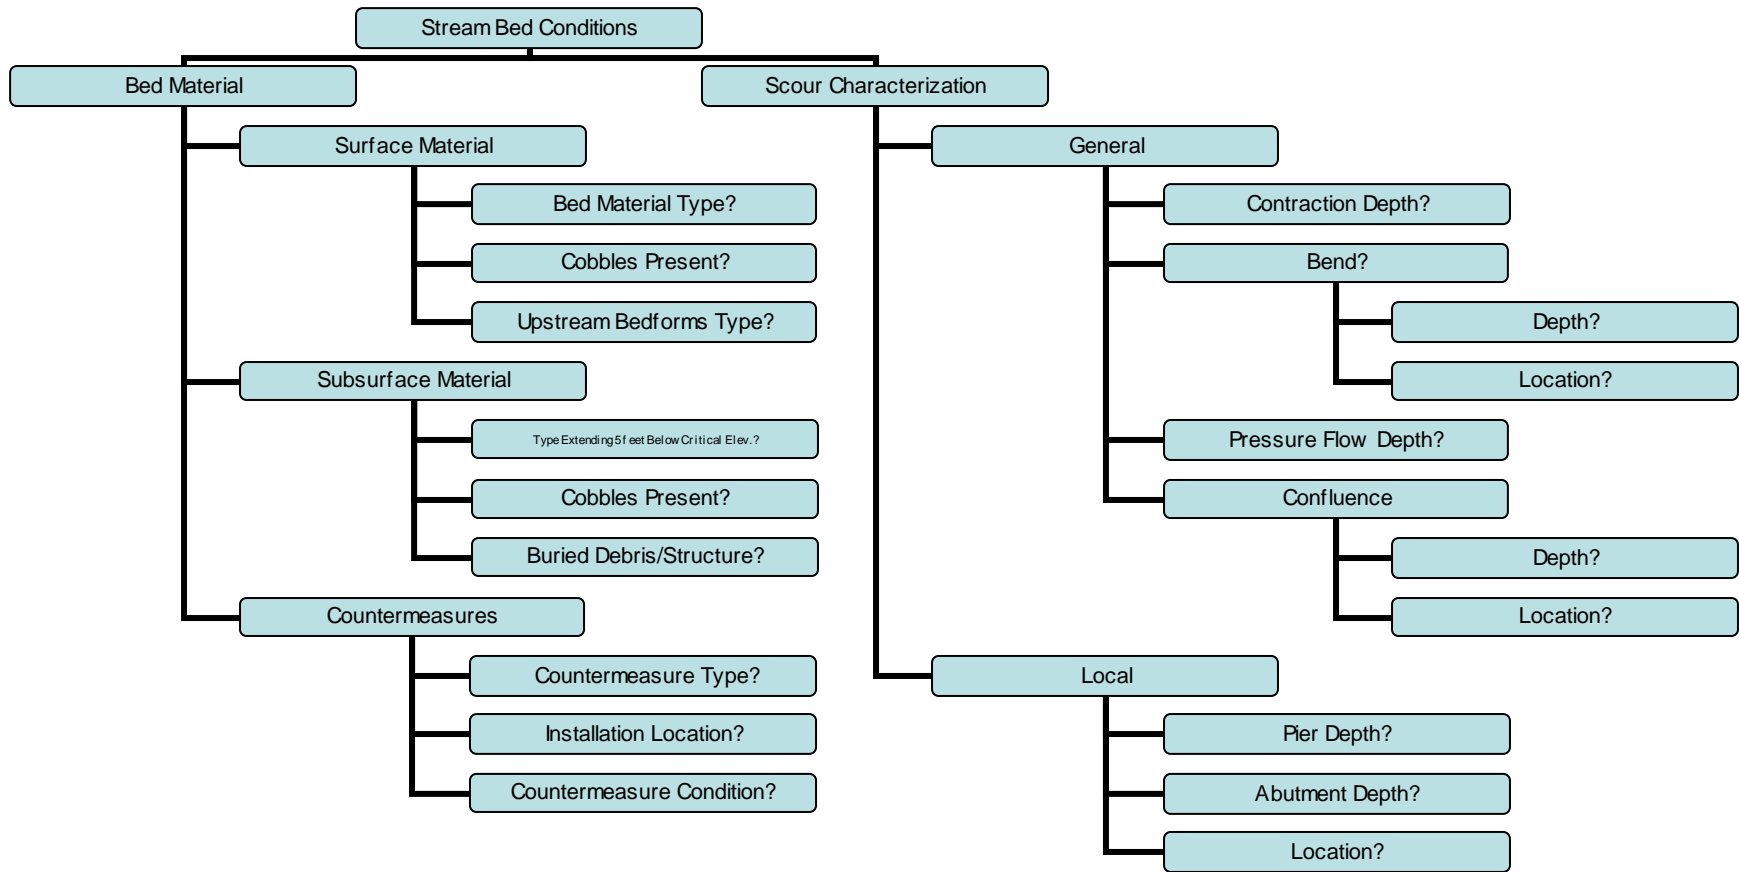 Stream Bed Conditions
Bed Material
Surface Material
Bed Material Type?
Cobbles Present?
Upstream Bedforms Type?
Subsurface Material
Type Extending 5 feet Below Critical Elev.?
Cobbles Present?
Buried Debris/Structure?
Countermeasures
Countermeasure Type?
Installation Location?
Countermeasure Condition?
Scour Characterization
General
Contraction Depth?
Bend?
Depth?
Location?
Pressure Flow Depth?
Confluence
Depth?
Location?
Local
Pier Depth?
Abutment Depth?
Location?